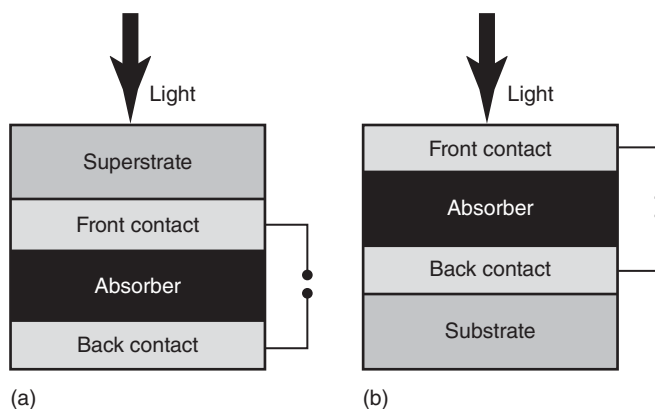 Light
Superstrate
Front contact
Absorber
Back contact
(a)
Light
Front contact
Absorber
Back contact
Substrate
(b)